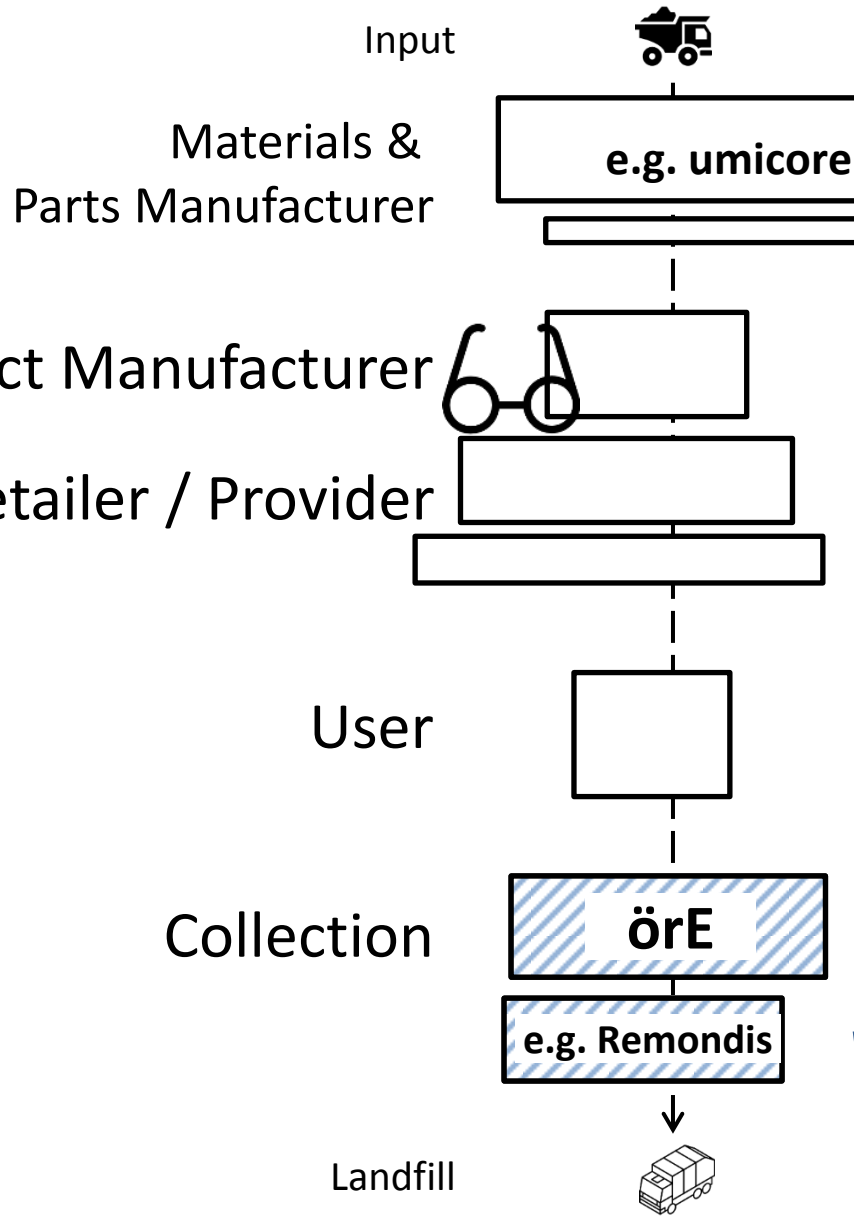 Input
Materials &
Parts Manufacturer
e.g. umicore
ct Manufacturer
etailer / Provider
User
Collection
örE
e.g. Remondis
Landfill